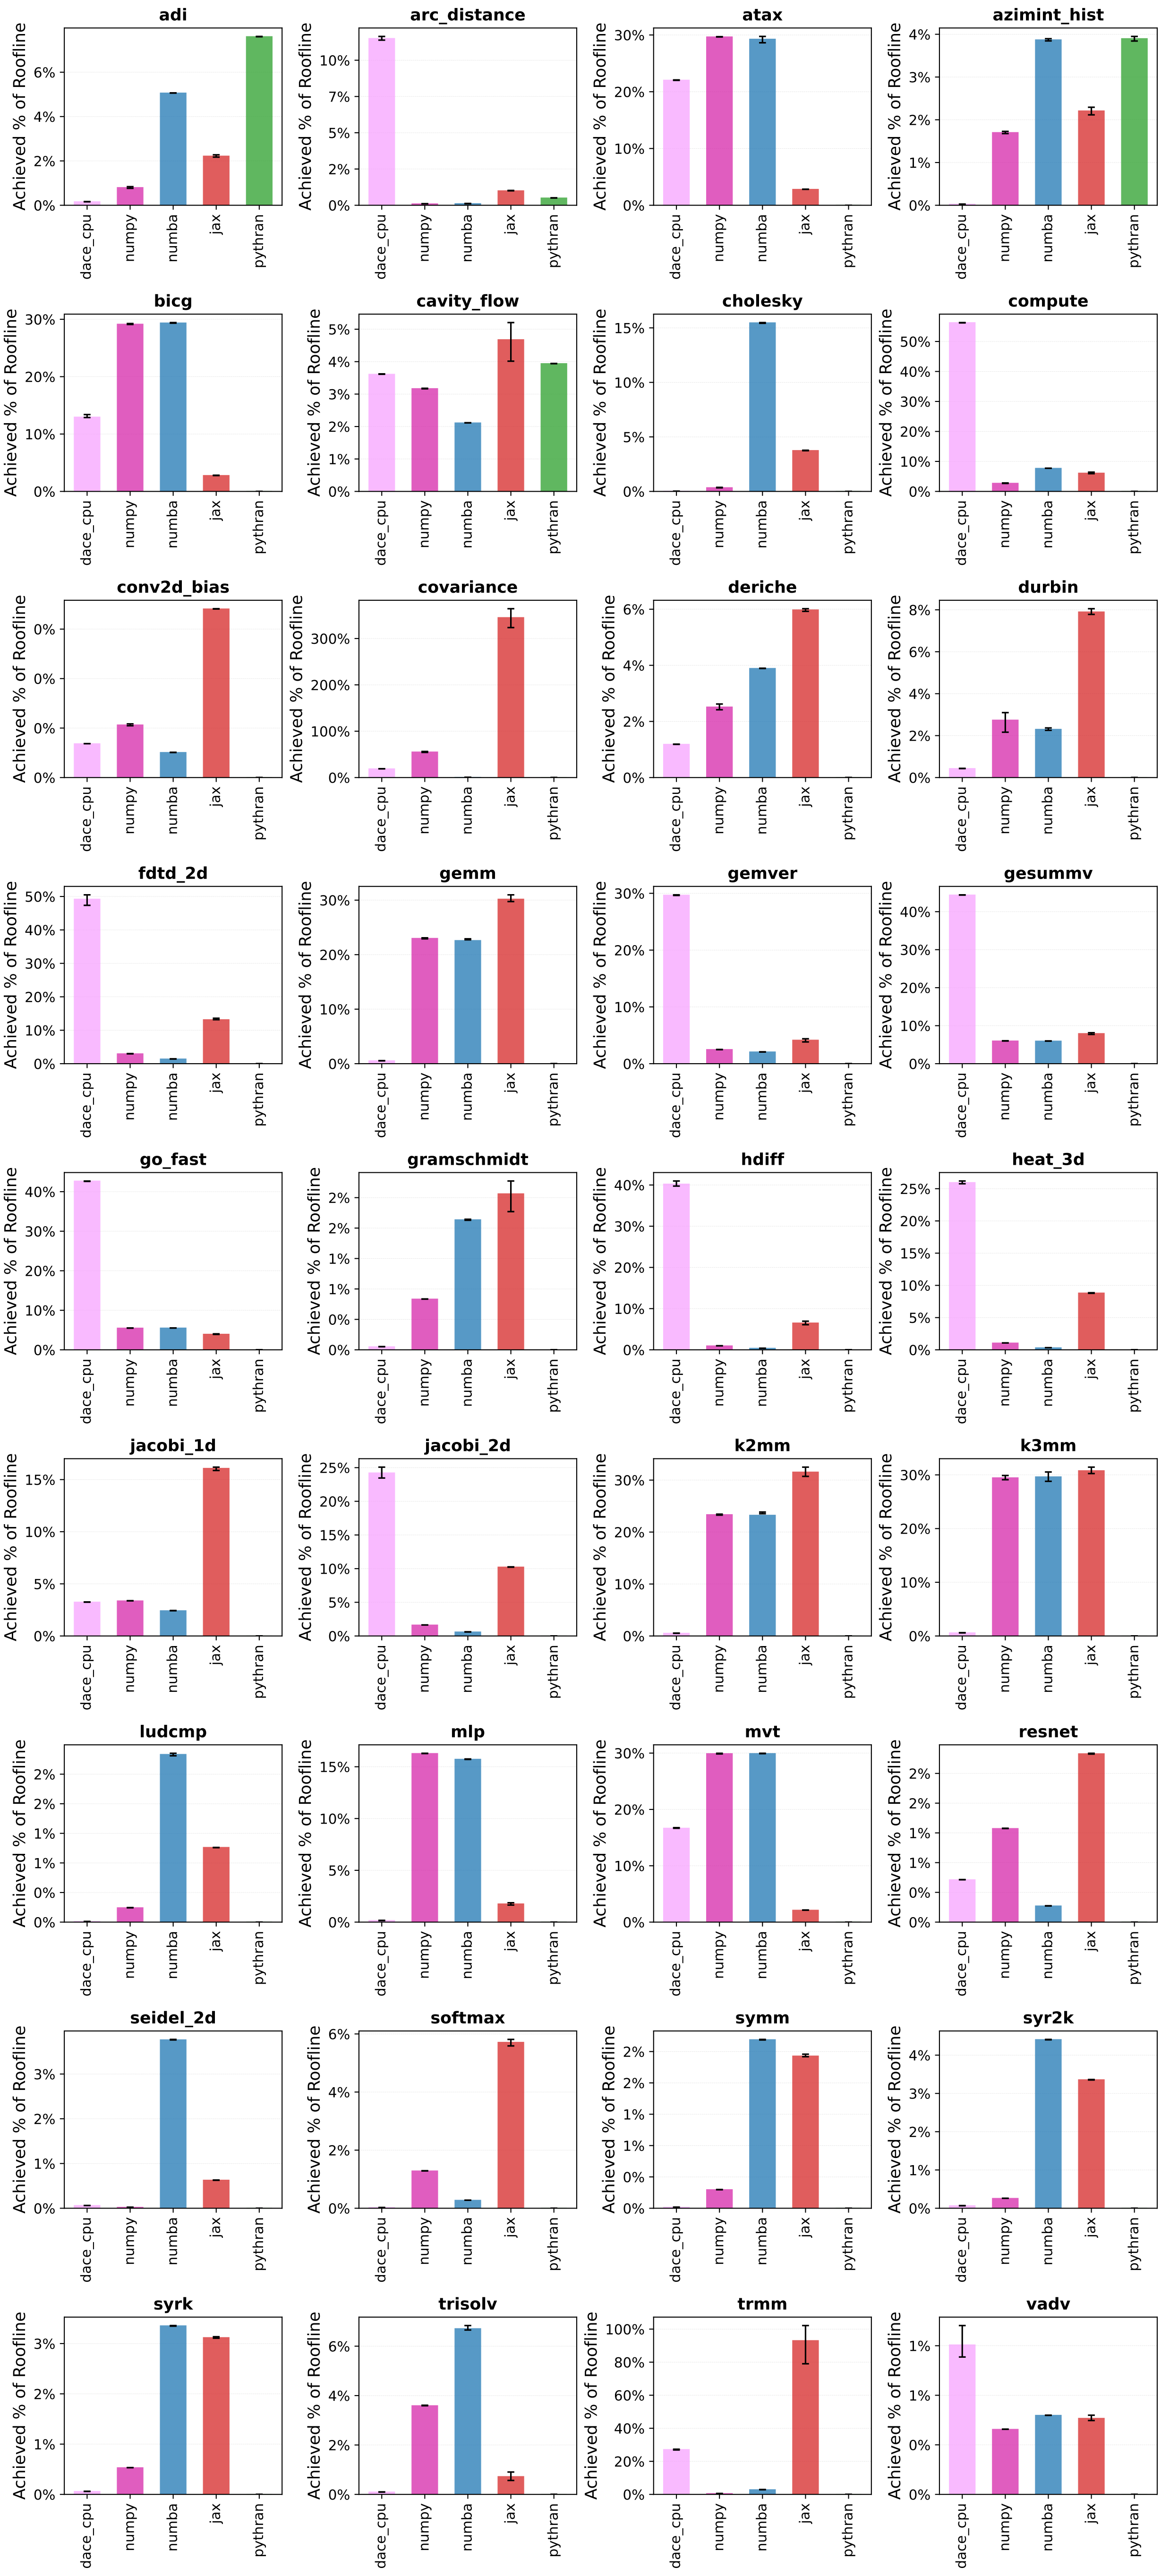 adi
Achieved % of Roofline
6%
4%
2%
0%
dace_cpu
numpy
numba
jax
pythran
arc_distance
Achieved % of Roofline
10%
7%
5%
2%
0%
dace_cpu
numpy
numba
jax
pythran
atax
Achieved % of Roofline
30%
20%
10%
0%
dace_cpu
numpy
numba
jax
pythran
azimint_hist
Achieved % of Roofline
4%
3%
2%
1%
0%
dace_cpu
numpy
numba
jax
pythran
bicg
Achieved % of Roofline
30%
20%
10%
0%
dace_cpu
numpy
numba
jax
pythran
cavity_flow
Achieved % of Roofline
5%
4%
3%
2%
1%
0%
dace_cpu
numpy
numba
jax
pythran
cholesky
Achieved % of Roofline
15%
10%
5%
0%
dace_cpu
numpy
numba
jax
pythran
compute
Achieved % of Roofline
50%
40%
30%
20%
10%
0%
dace_cpu
numpy
numba
jax
pythran
conv2d_bias
Achieved % of Roofline
0%
0%
0%
0%
dace_cpu
numpy
numba
jax
pythran
covariance
Achieved % of Roofline
300%
200%
100%
0%
dace_cpu
numpy
numba
jax
pythran
deriche
Achieved % of Roofline
6%
4%
2%
0%
dace_cpu
numpy
numba
jax
pythran
durbin
Achieved % of Roofline
8%
6%
4%
2%
0%
dace_cpu
numpy
numba
jax
pythran
fdtd_2d
Achieved % of Roofline
50%
40%
30%
20%
10%
0%
dace_cpu
numpy
numba
jax
pythran
gemm
Achieved % of Roofline
30%
20%
10%
0%
dace_cpu
numpy
numba
jax
pythran
gemver
Achieved % of Roofline
30%
20%
10%
0%
dace_cpu
numpy
numba
jax
pythran
gesummv
Achieved % of Roofline
40%
30%
20%
10%
0%
dace_cpu
numpy
numba
jax
pythran
go_fast
Achieved % of Roofline
40%
30%
20%
10%
0%
dace_cpu
numpy
numba
jax
pythran
gramschmidt
Achieved % of Roofline
2%
2%
1%
1%
0%
0%
dace_cpu
numpy
numba
jax
pythran
hdiff
Achieved % of Roofline
40%
30%
20%
10%
0%
dace_cpu
numpy
numba
jax
pythran
heat_3d
Achieved % of Roofline
25%
20%
15%
10%
5%
0%
dace_cpu
numpy
numba
jax
pythran
jacobi_1d
Achieved % of Roofline
15%
10%
5%
0%
dace_cpu
numpy
numba
jax
pythran
jacobi_2d
Achieved % of Roofline
25%
20%
15%
10%
5%
0%
dace_cpu
numpy
numba
jax
pythran
k2mm
Achieved % of Roofline
30%
20%
10%
0%
dace_cpu
numpy
numba
jax
pythran
k3mm
Achieved % of Roofline
30%
20%
10%
0%
dace_cpu
numpy
numba
jax
pythran
ludcmp
Achieved % of Roofline
2%
2%
1%
1%
0%
0%
dace_cpu
numpy
numba
jax
pythran
mlp
Achieved % of Roofline
15%
10%
5%
0%
dace_cpu
numpy
numba
jax
pythran
mvt
Achieved % of Roofline
30%
20%
10%
0%
dace_cpu
numpy
numba
jax
pythran
resnet
Achieved % of Roofline
2%
2%
1%
1%
0%
0%
dace_cpu
numpy
numba
jax
pythran
seidel_2d
Achieved % of Roofline
3%
2%
1%
0%
dace_cpu
numpy
numba
jax
pythran
softmax
Achieved % of Roofline
6%
4%
2%
0%
dace_cpu
numpy
numba
jax
pythran
symm
Achieved % of Roofline
2%
2%
1%
1%
0%
0%
dace_cpu
numpy
numba
jax
pythran
syr2k
Achieved % of Roofline
4%
3%
2%
1%
0%
dace_cpu
numpy
numba
jax
pythran
syrk
Achieved % of Roofline
3%
2%
1%
0%
dace_cpu
numpy
numba
jax
pythran
trisolv
Achieved % of Roofline
6%
4%
2%
0%
dace_cpu
numpy
numba
jax
pythran
trmm
Achieved % of Roofline
100%
80%
60%
40%
20%
0%
dace_cpu
numpy
numba
jax
pythran
vadv
Achieved % of Roofline
1%
1%
0%
0%
dace_cpu
numpy
numba
jax
pythran